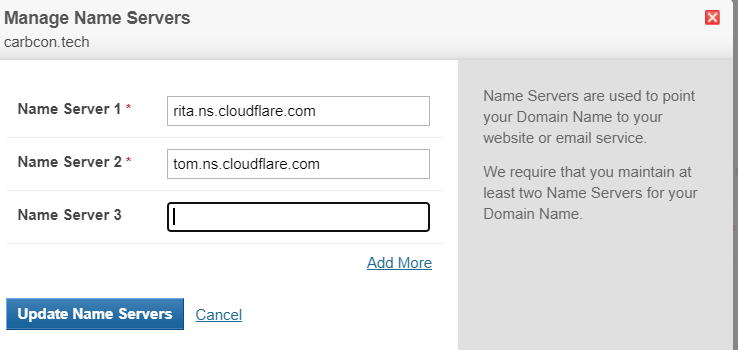 Manage Name Servers
carbcon.tech
Name Server 1 *
rita.ns.cloudflare.com
Name Server 2 *
tom.ns.cloudflare.com
Name Server 3
Add More
Update Name Servers
Cancel
Name Servers are used to point
your Domain Name to your
website or email service.
We require that you maintain at
least two Name Servers for your
Domain Name.